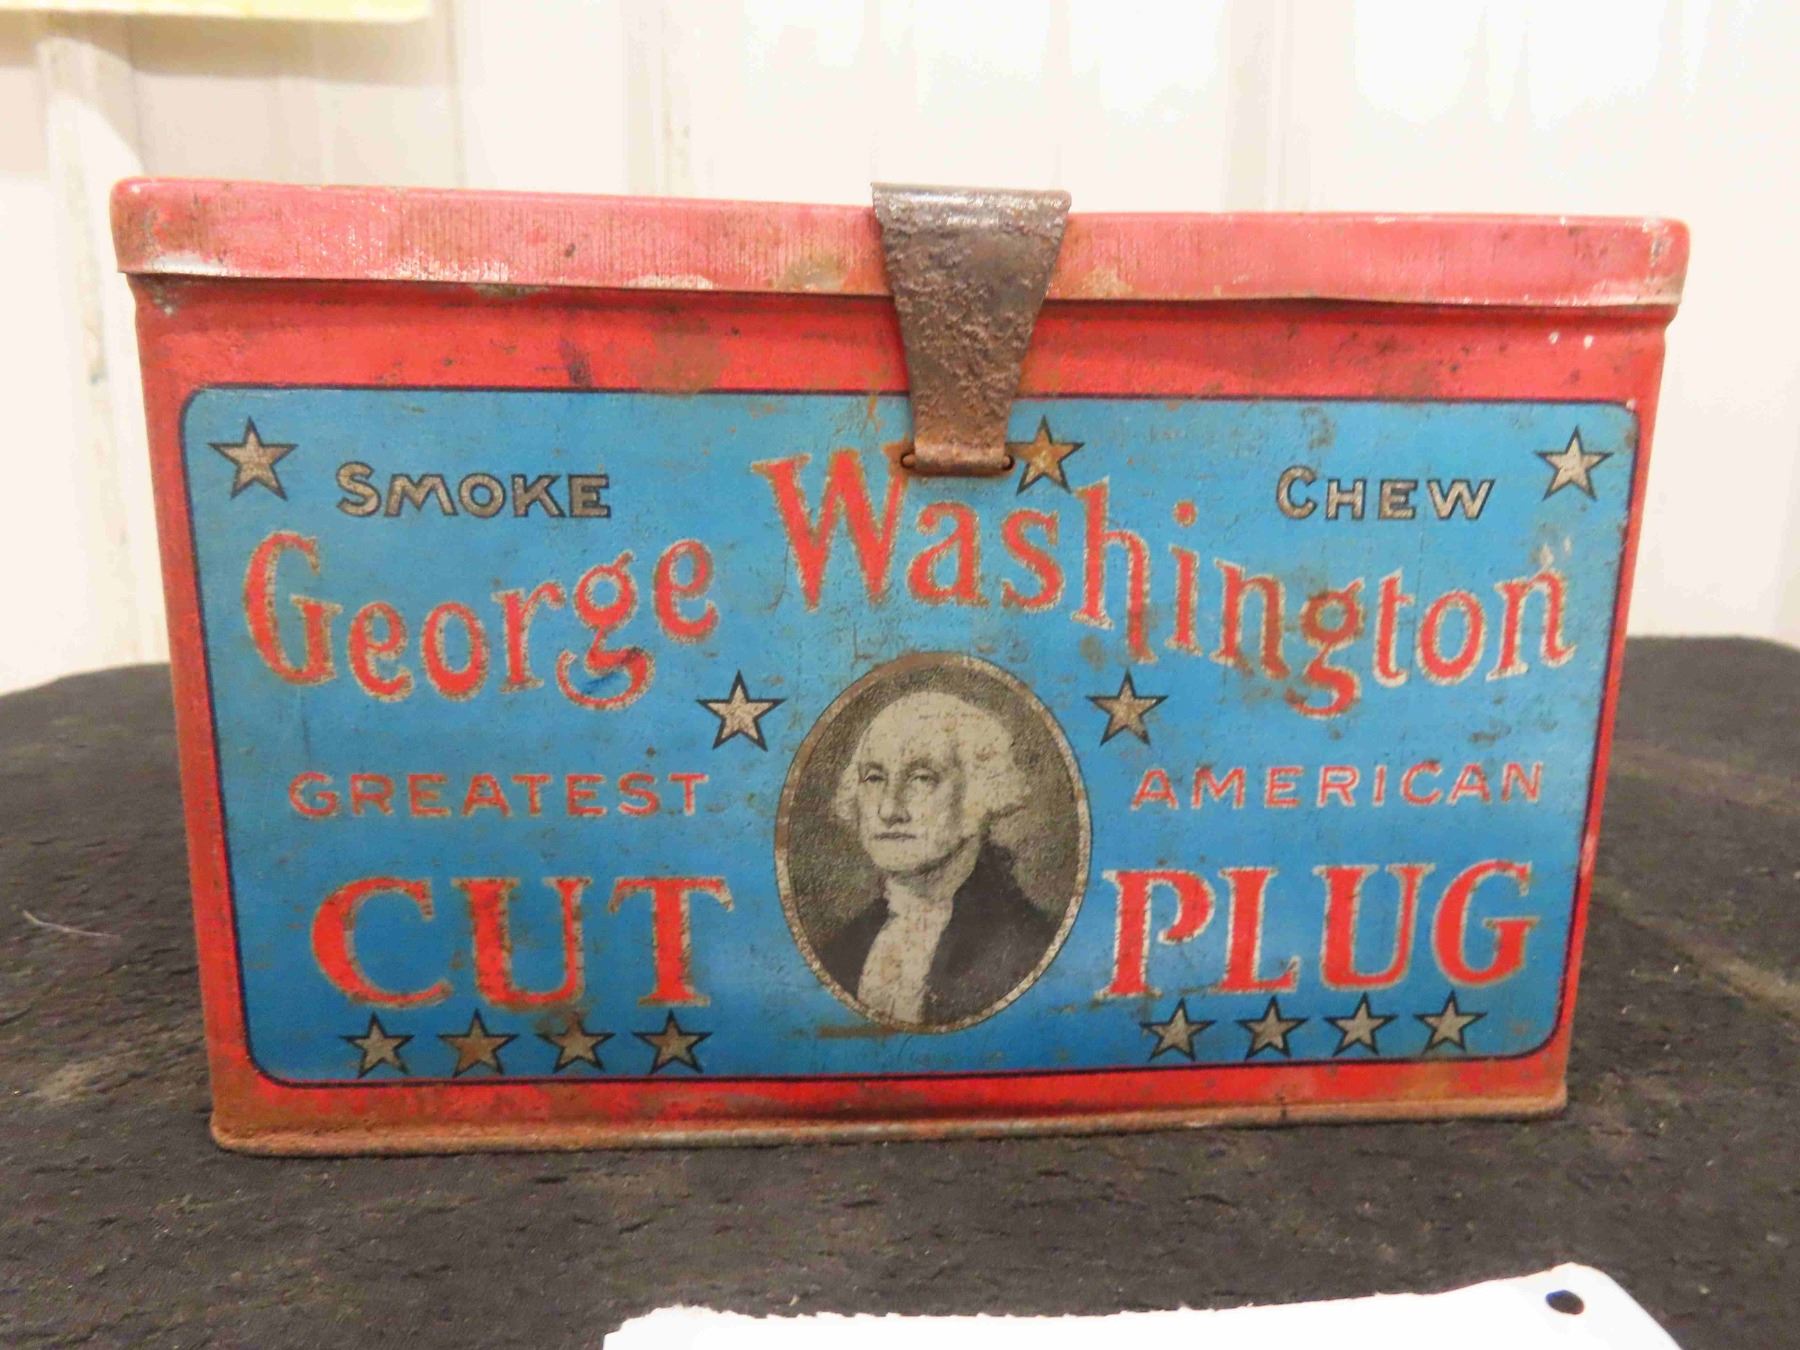 SMOKE CHEW
George Washington
GREATEST AMERICAN
CUT PLUG